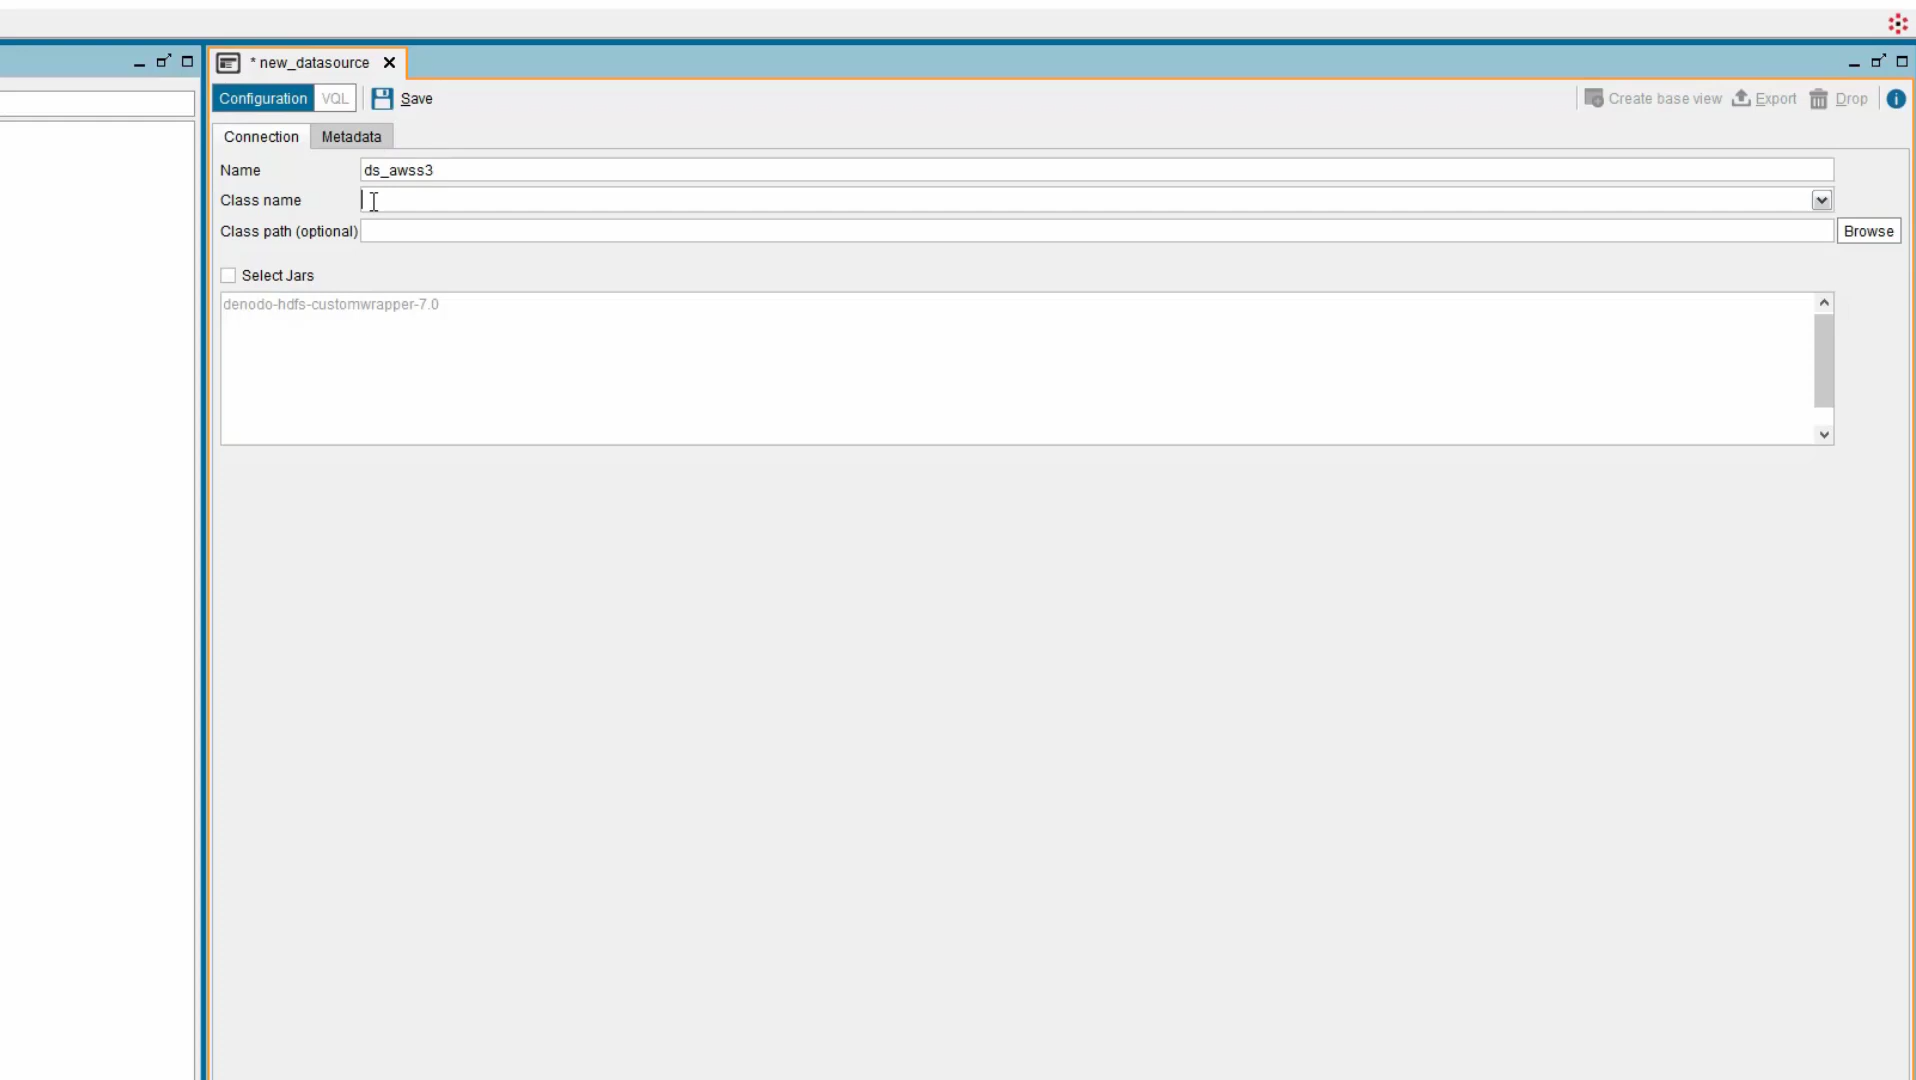 * new_datasource
Configuration VQL Save Create base view Export Drop
Connection Metadata
Name ds_awss3
Class name
Class path (optional) Browse
Select Jars
denodo-hdfs-customwrapper-7.0